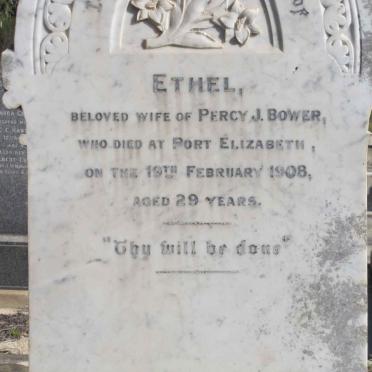 ETHEL,
BELOVED WIFE OF PERCY J. BOWER,
WHO DIED AT PORT ELIZABETH,
ON THE 19TH FEBRUARY 1908,
AGED 29 YEARS.
"Thy will be done"